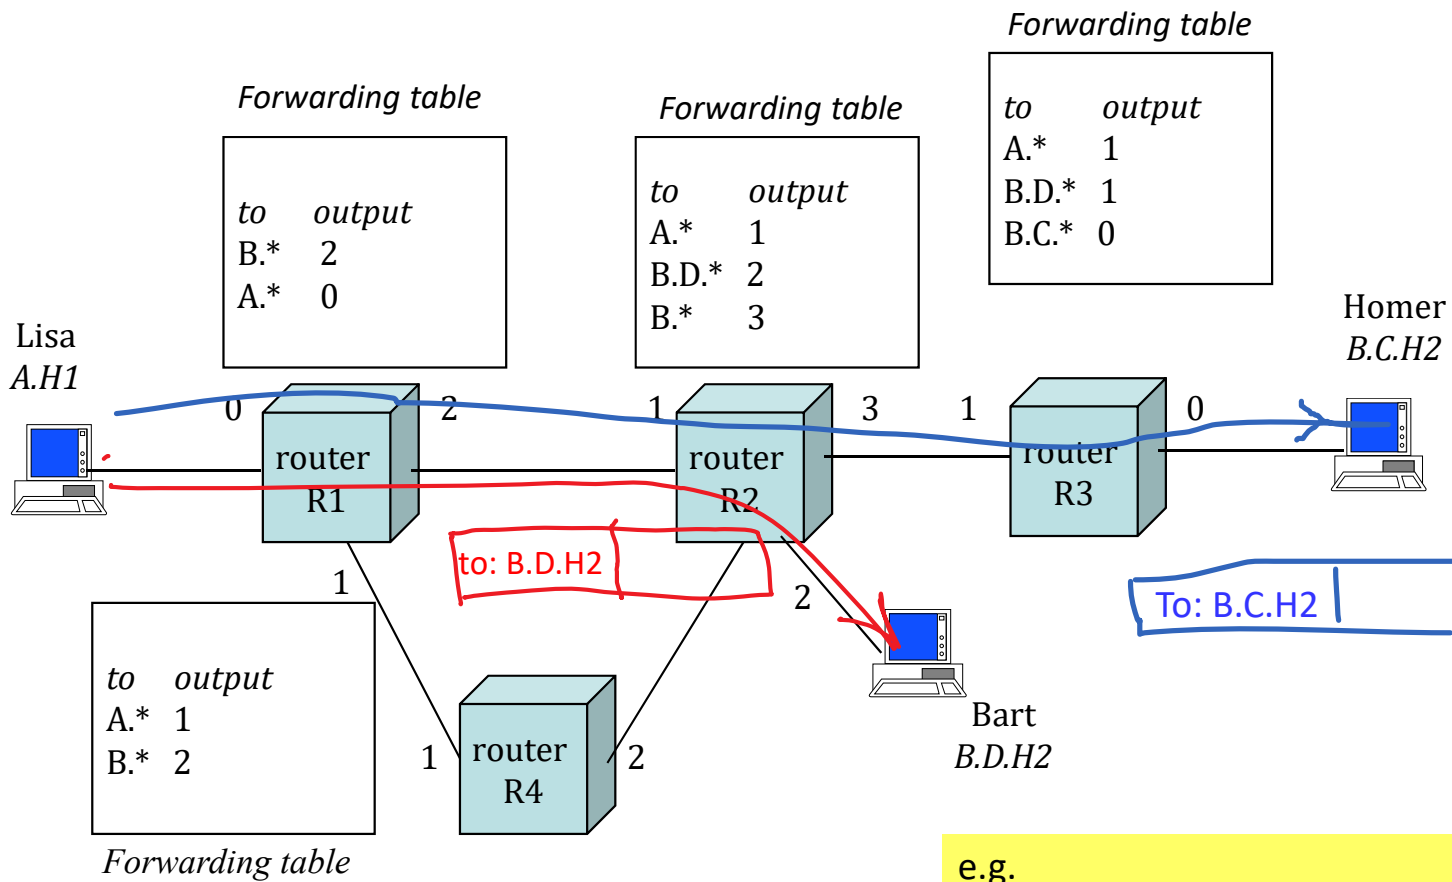 Forwarding table
to output
A.* 1
B.D.* 1
B.C.* 0
Forwarding table
to output
B.* 2
A.* 0
Forwarding table
to output
A.* 1
B.D.* 2
B.* 3
Lisa
A.H1
Homer
B.C.H2
0 2 1 3 1 0
router
R1
router
R2
router
R3
to: B.D.H2
To: B.C.H2
1
2
to output
A.* 1
B.* 2
Forwarding table
1
router
R4
2
Bart
B.D.H2
e.g.